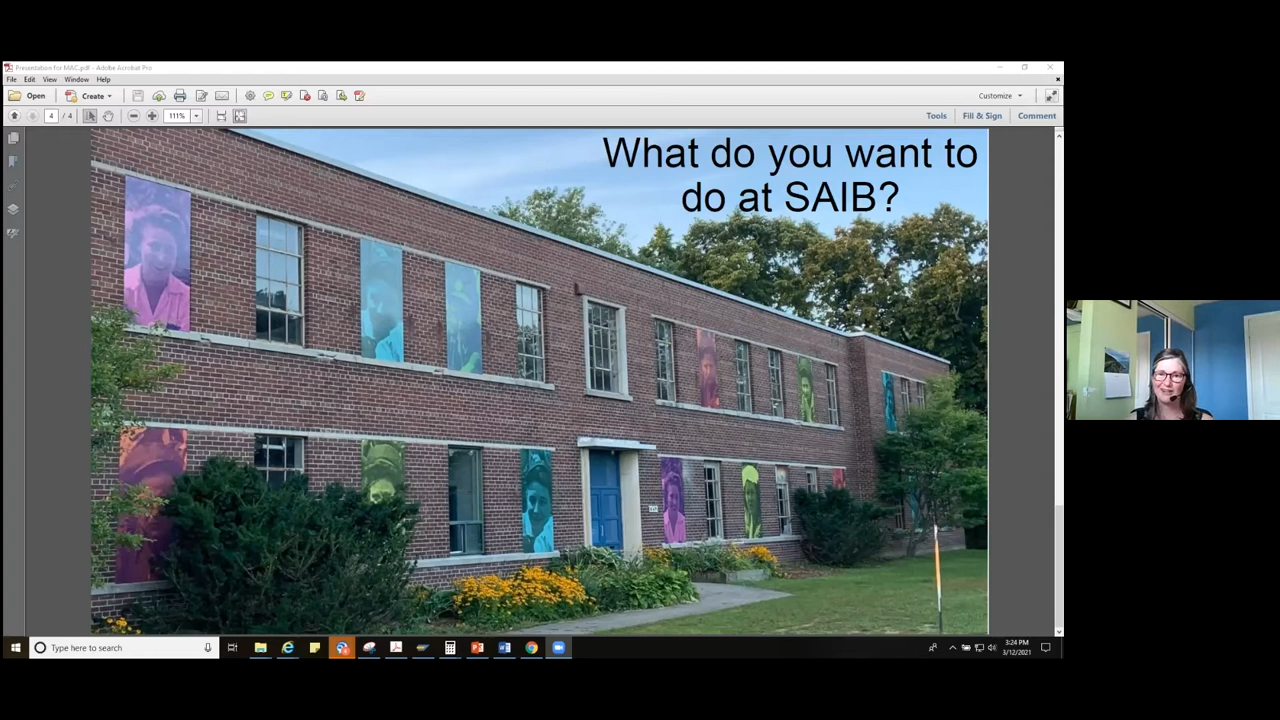 Presentation for MAC.pdf - Adobe Acrobat Pro
File Edit View Window Help
Open Create Customize
4 / 4 111% Tools Fill & Sign Comment
What do you want to
do at SAIB?
Type here to search
3:24 PM
3/12/2021